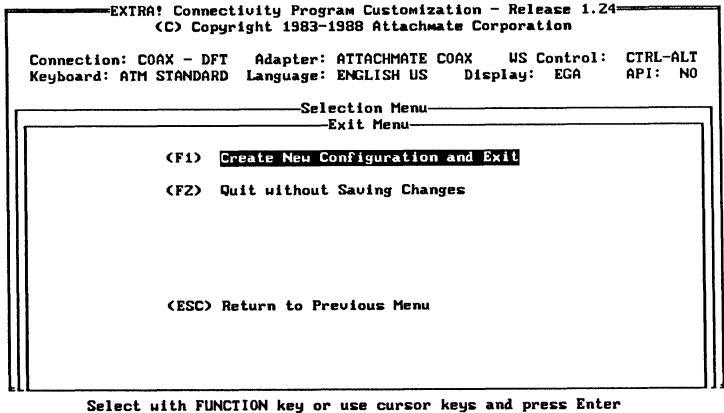 EXTRA! Connectivity Program Customization - Release 1.24
(C) Copyright 1983-1988 Attachmate Corporation
Connection: COAX - DFT Adapter: ATTACHMATE COAX WS Control: CTRL-ALT
Keyboard: ATM STANDARD Language: ENGLISH US Display: EGA API: NO
Selection Menu
Exit Menu
(F1) Create New Configuration and Exit
(F2) Quit without Saving Changes
(ESC) Return to Previous Menu
Select with FUNCTION key or use cursor keys and press Enter